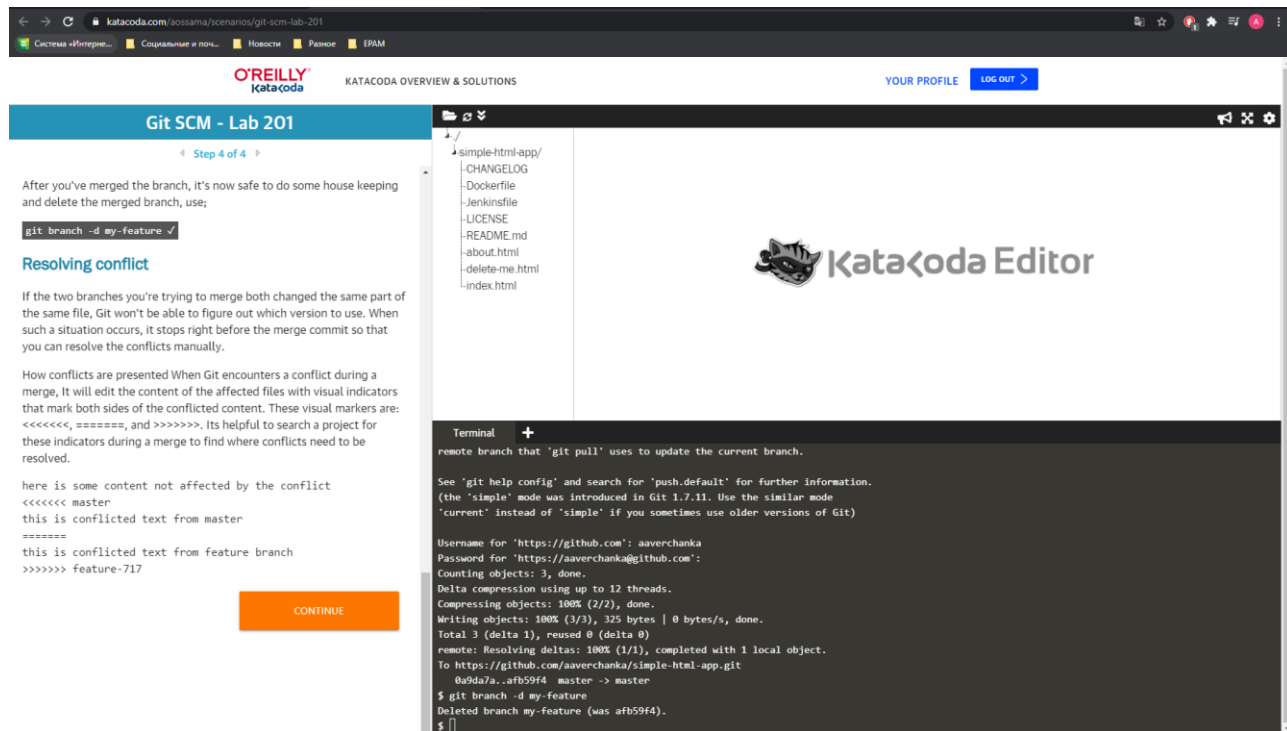 katacoda.com/aossama/scenarios/git-scm-lab-201
Система «Интерне... Социальные и поч... Новости Разное EPAM
O'REILLY
Katacoda
KATACODA OVERVIEW & SOLUTIONS
YOUR PROFILE
LOG OUT
Git SCM - Lab 201
Step 4 of 4
After you've merged the branch, it's now safe to do some house keeping
and delete the merged branch, use;
git branch -d my-feature ✓
Resolving conflict
If the two branches you're trying to merge both changed the same part of
the same file, Git won't be able to figure out which version to use. When
such a situation occurs, it stops right before the merge commit so that
you can resolve the conflicts manually.
How conflicts are presented When Git encounters a conflict during a
merge, It will edit the content of the affected files with visual indicators
that mark both sides of the conflicted content. These visual markers are:
<<<<<<<, =======, and >>>>>>>. Its helpful to search a project for
these indicators during a merge to find where conflicts need to be
resolved.
here is some content not affected by the conflict
<<<<<<< master
this is conflicted text from master
=======
this is conflicted text from feature branch
>>>>>>> feature-717
CONTINUE
./
simple-html-app/
CHANGELOG
Dockerfile
Jenkinsfile
LICENSE
README.md
about.html
delete-me.html
index.html
Katacoda Editor
Terminal +
remote branch that 'git pull' uses to update the current branch.
See 'git help config' and search for 'push.default' for further information.
(the 'simple' mode was introduced in Git 1.7.11. Use the similar mode
'current' instead of 'simple' if you sometimes use older versions of Git)
Username for 'https://github.com': aaverchanka
Password for 'https://aaverchanka@github.com':
Counting objects: 3, done.
Delta compression using up to 12 threads.
Compressing objects: 100% (2/2), done.
Writing objects: 100% (3/3), 325 bytes | 0 bytes/s, done.
Total 3 (delta 1), reused 0 (delta 0)
remote: Resolving deltas: 100% (1/1), completed with 1 local object.
To https://github.com/aaverchanka/simple-html-app.git
0a9da7a..afb59f4 master -> master
$ git branch -d my-feature
Deleted branch my-feature (was afb59f4).
$